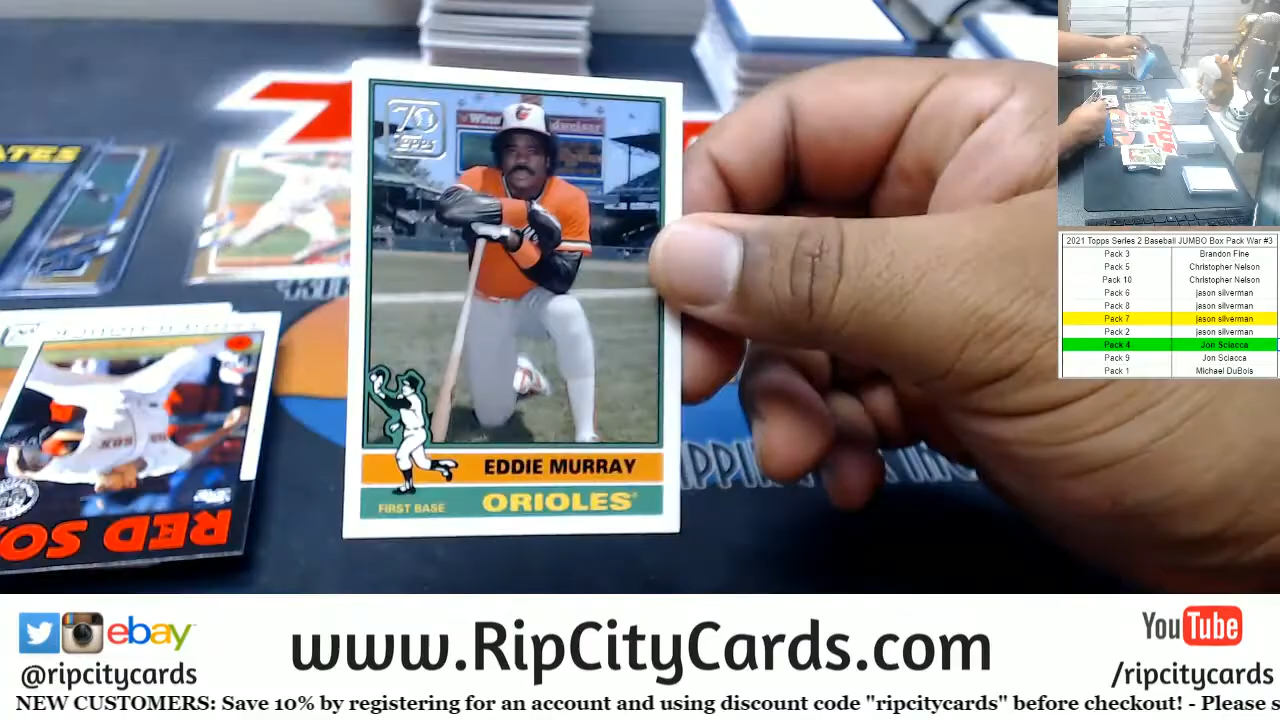 70
Topps
EDDIE MURRAY
FIRST BASE
ORIOLES
RED SO
2021 Topps Series 2 Baseball JUMBO Box Pack War #3
Pack 3 Brandon Fine
Pack 5 Christopher Nelson
Pack 10 Christopher Nelson
Pack 6 jason silverman
Pack 8 jason silverman
Pack 7 jason silverman
Pack 2 jason silverman
Pack 4 Jon Sciacca
Pack 9 Jon Sciacca
Pack 1 Michael DuBois
ebay
@ripcitycards
www.RipCityCards.com
YouTube
/ripcitycards
NEW CUSTOMERS: Save 10% by registering for an account and using discount code "ripcitycards" before checkout! - Please s